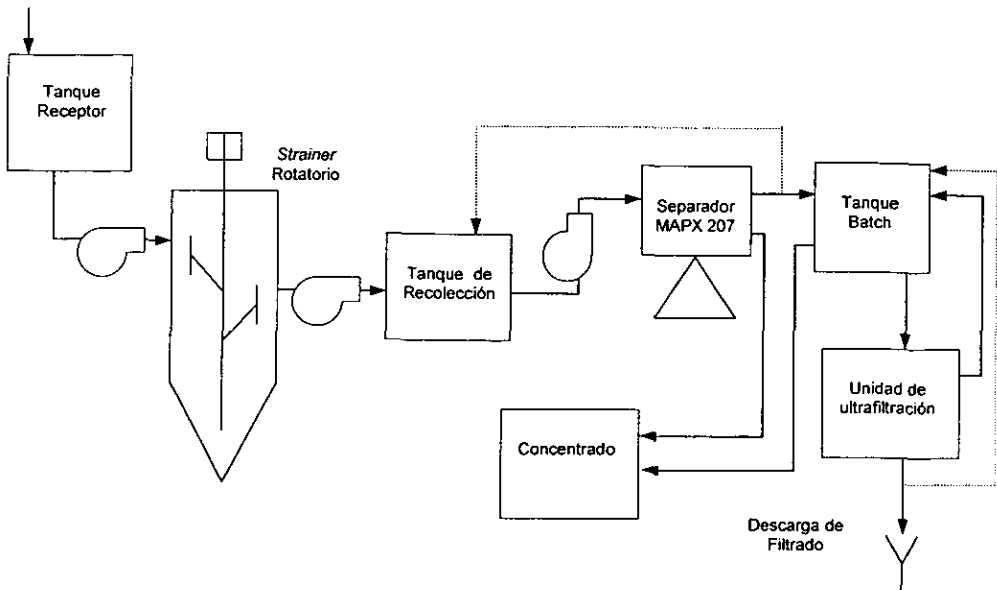 Tanque
Receptor
Strainer
Rotatorio
Tanque de
Recolección
Separador
MAPX 207
Tanque
Batch
Unidad de
ultrafiltración
Concentrado
Descarga de
Filtrado